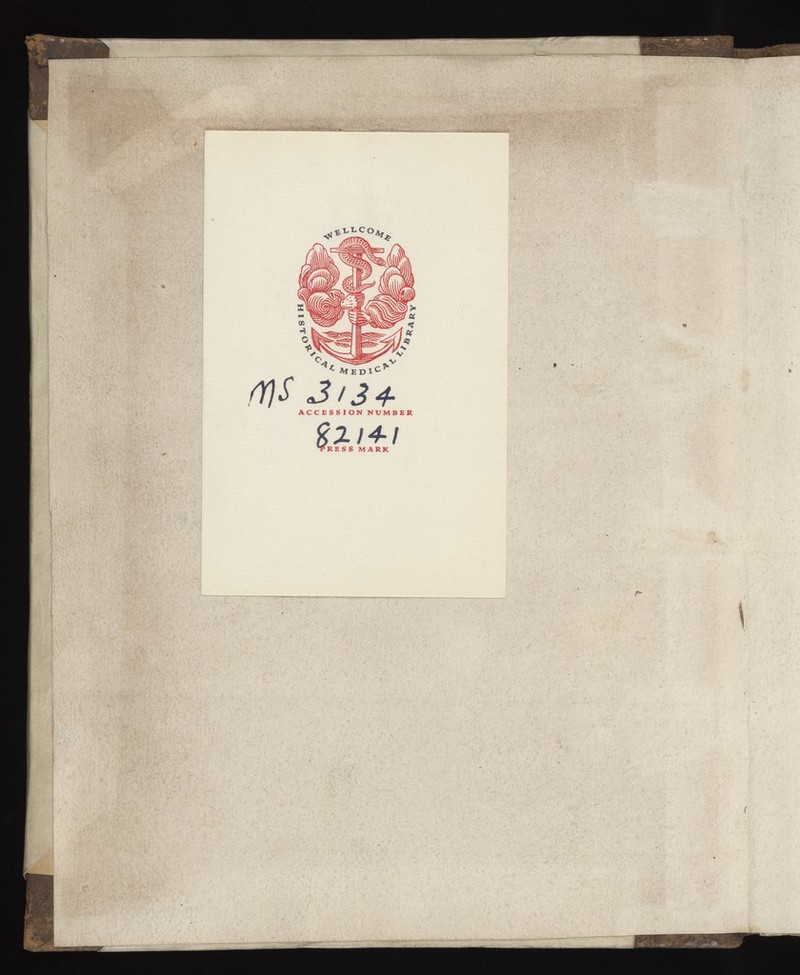 WELLCOME
HISTORICAL MEDICAL LIBRARY
MS 3134
ACCESSION NUMBER
82141
PRESS MARK